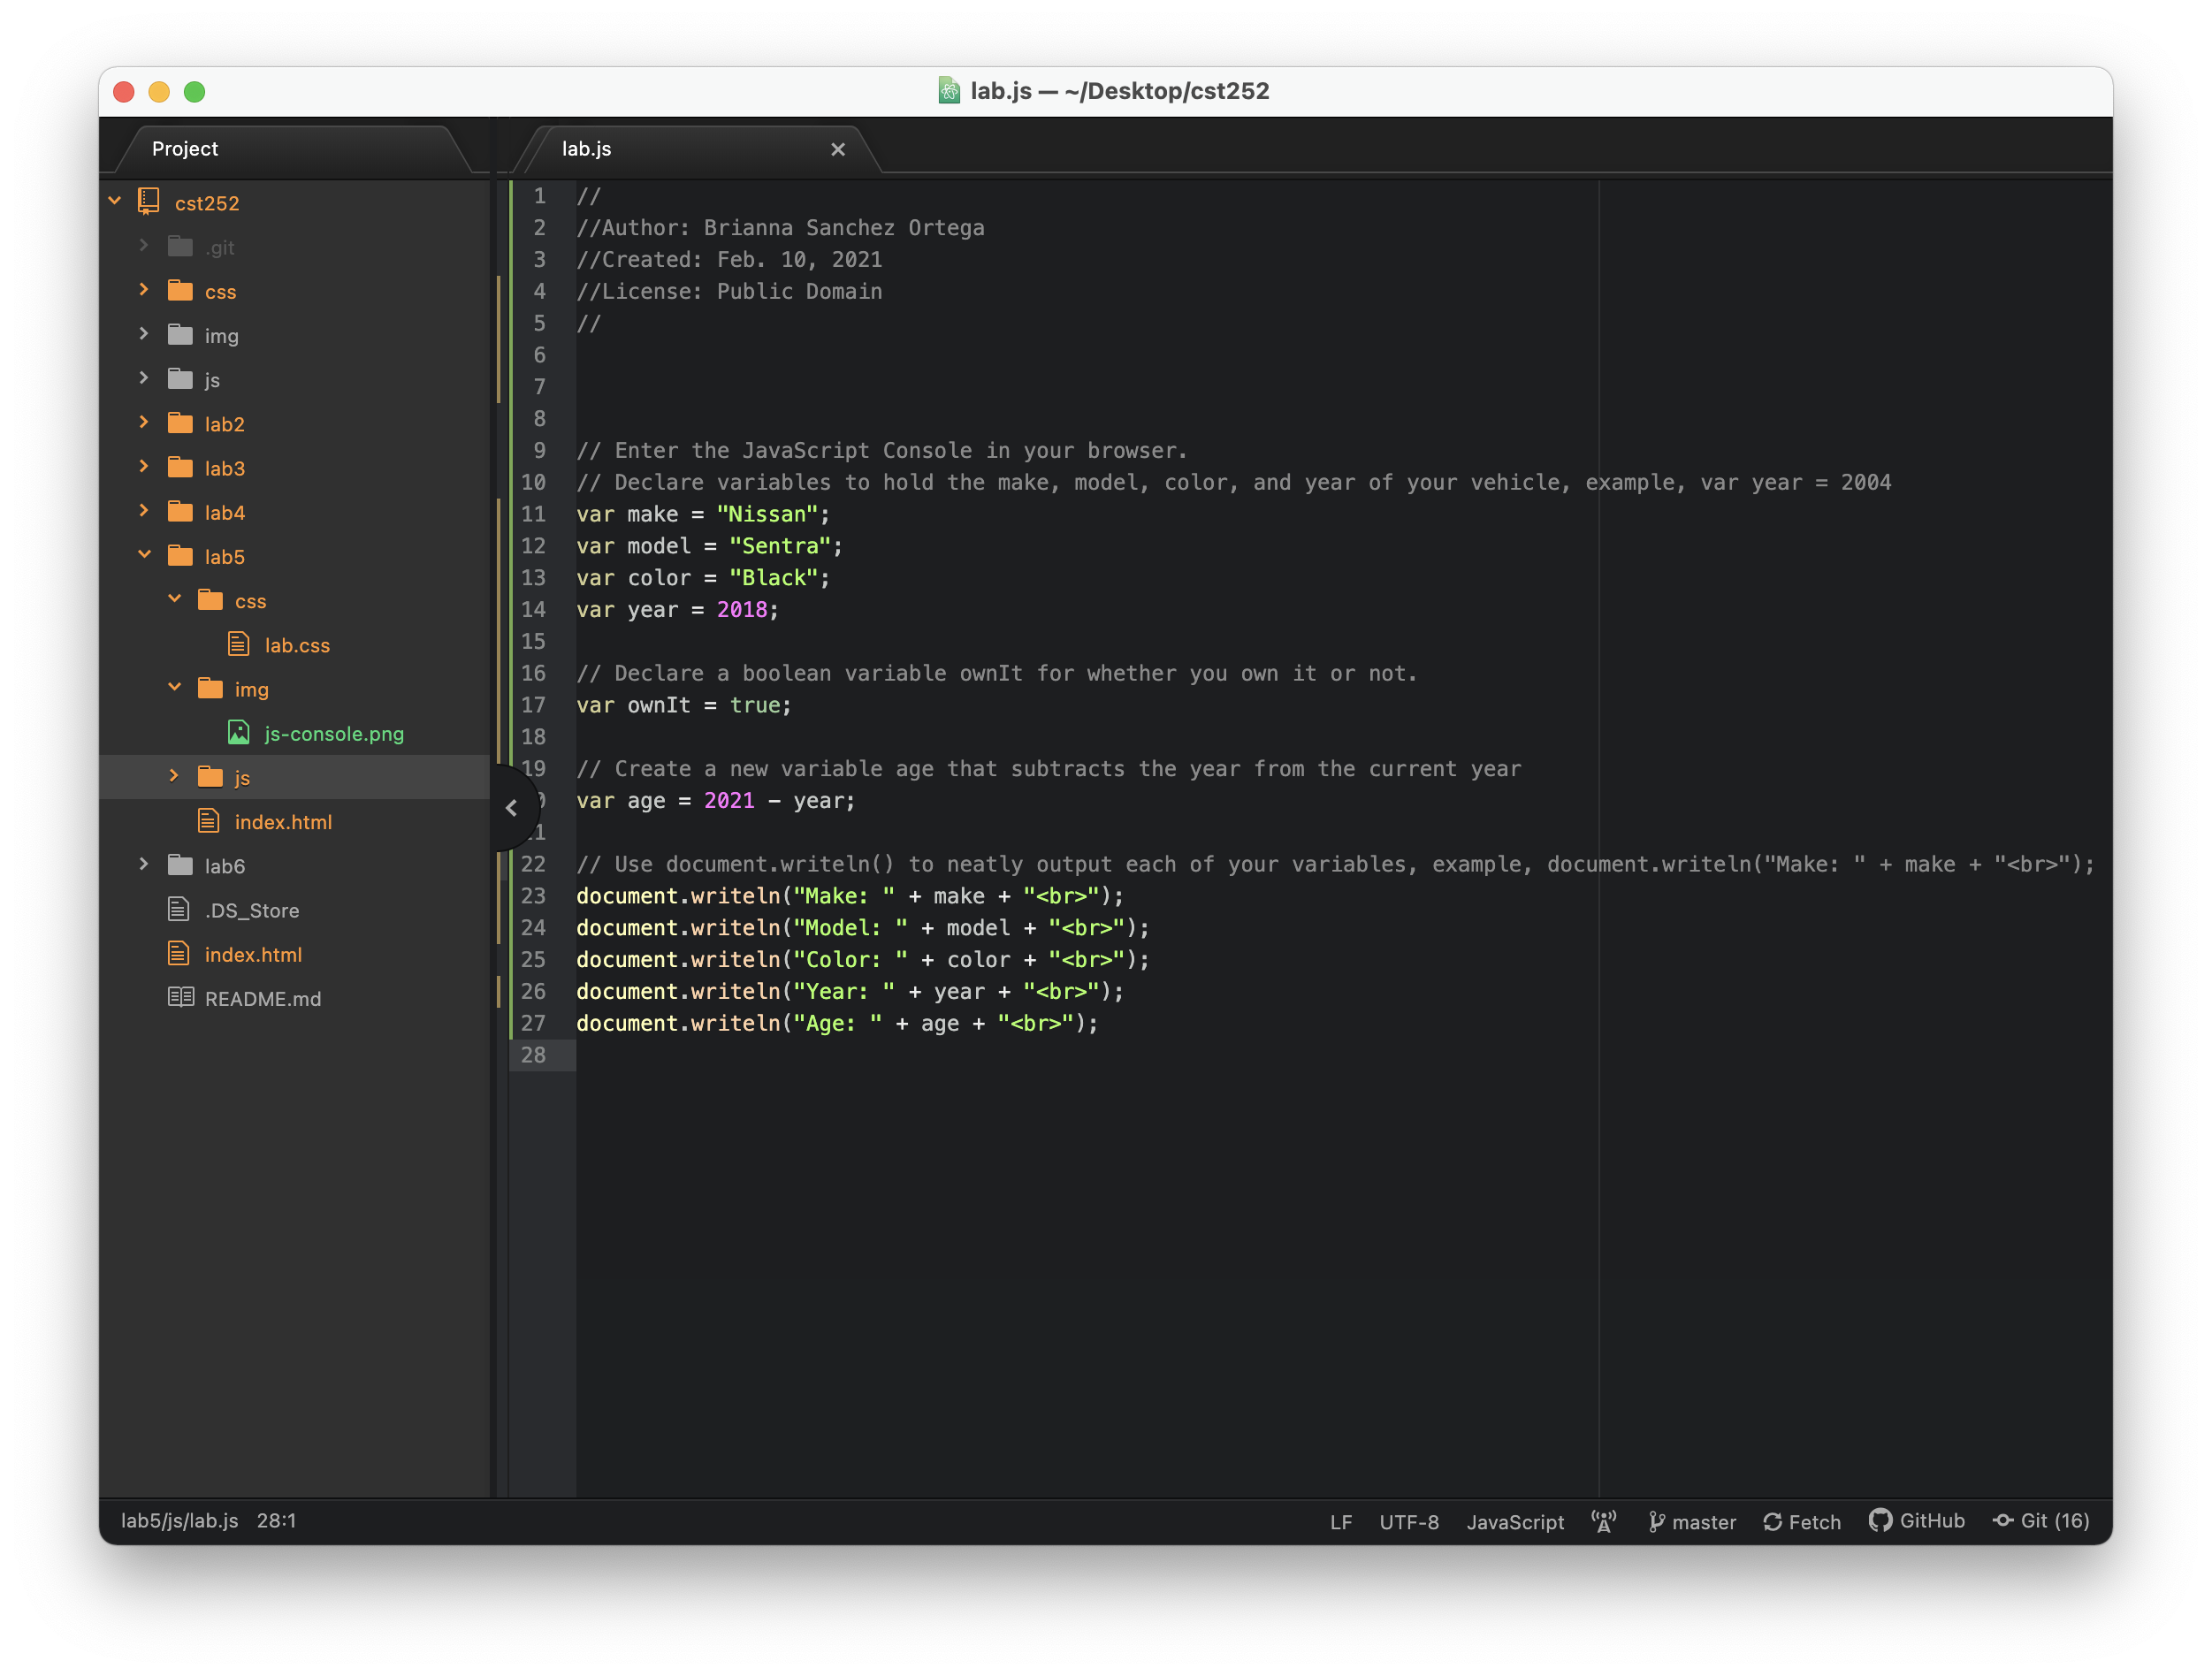 lab.js — ~/Desktop/cst252
Project
lab.js
cst252
.git
css
img
js
lab2
lab3
lab4
lab5
css
lab.css
img
js-console.png
js
index.html
lab6
.DS_Store
index.html
README.md
1 //
2 //Author: Brianna Sanchez Ortega
3 //Created: Feb. 10, 2021
4 //License: Public Domain
5 //
6
7
8
9 // Enter the JavaScript Console in your browser.
10 // Declare variables to hold the make, model, color, and year of your vehicle, example, var year = 2004
11 var make = "Nissan";
12 var model = "Sentra";
13 var color = "Black";
14 var year = 2018;
15
16 // Declare a boolean variable ownIt for whether you own it or not.
17 var ownIt = true;
18
19 // Create a new variable age that subtracts the year from the current year
var age = 2021 - year;
1
22 // Use document.writeln() to neatly output each of your variables, example, document.writeln("Make: " + make + "<br>");
23 document.writeln("Make: " + make + "<br>");
24 document.writeln("Model: " + model + "<br>");
25 document.writeln("Color: " + color + "<br>");
26 document.writeln("Year: " + year + "<br>");
27 document.writeln("Age: " + age + "<br>");
28
lab5/js/lab.js 28:1 LF UTF-8 JavaScript master Fetch GitHub Git (16)